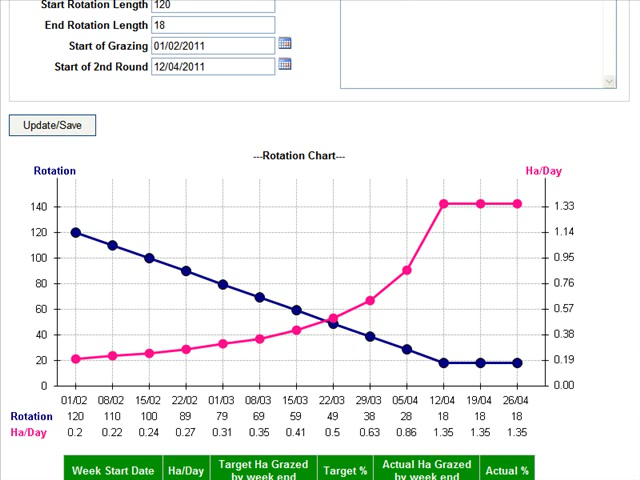 Start Rotation Length 120
End Rotation Length 18
Start of Grazing 01/02/2011
Start of 2nd Round 12/04/2011
Update/Save
---Rotation Chart---
Rotation Ha/Day
140 1.33
120 1.14
100 0.95
80 0.76
60 0.57
40 0.38
20 0.19
0 0.00
01/02 08/02 15/02 22/02 01/03 08/03 15/03 22/03 29/03 05/04 12/04 19/04 26/04
Rotation 120 110 100 89 79 69 59 49 38 28 18 18 18
Ha/Day 0.2 0.22 0.24 0.27 0.31 0.35 0.41 0.5 0.63 0.86 1.35 1.35 1.35
Week Start Date Ha/Day Target Ha Grazed by week end Target % Actual Ha Grazed by week end Actual %